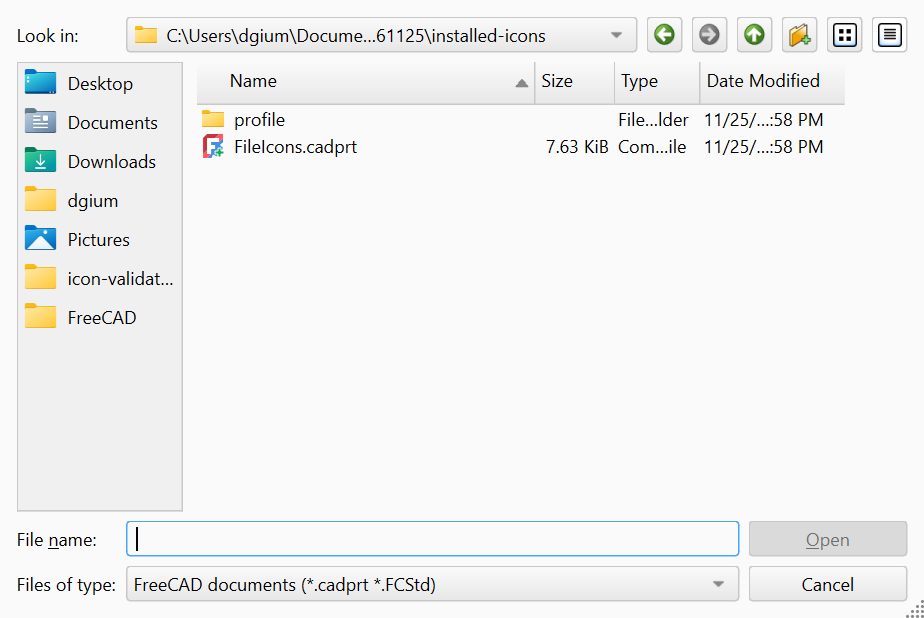 Look in: C:\Users\dgium\Docume...61125\installed-icons
Desktop
Documents
Downloads
dgium
Pictures
icon-validat...
FreeCAD
Name Size Type Date Modified
profile File...lder 11/25/...:58 PM
FileIcons.cadprt 7.63 KiB Com...ile 11/25/...:58 PM
File name: Open
Files of type: FreeCAD documents (*.cadprt *.FCStd) Cancel